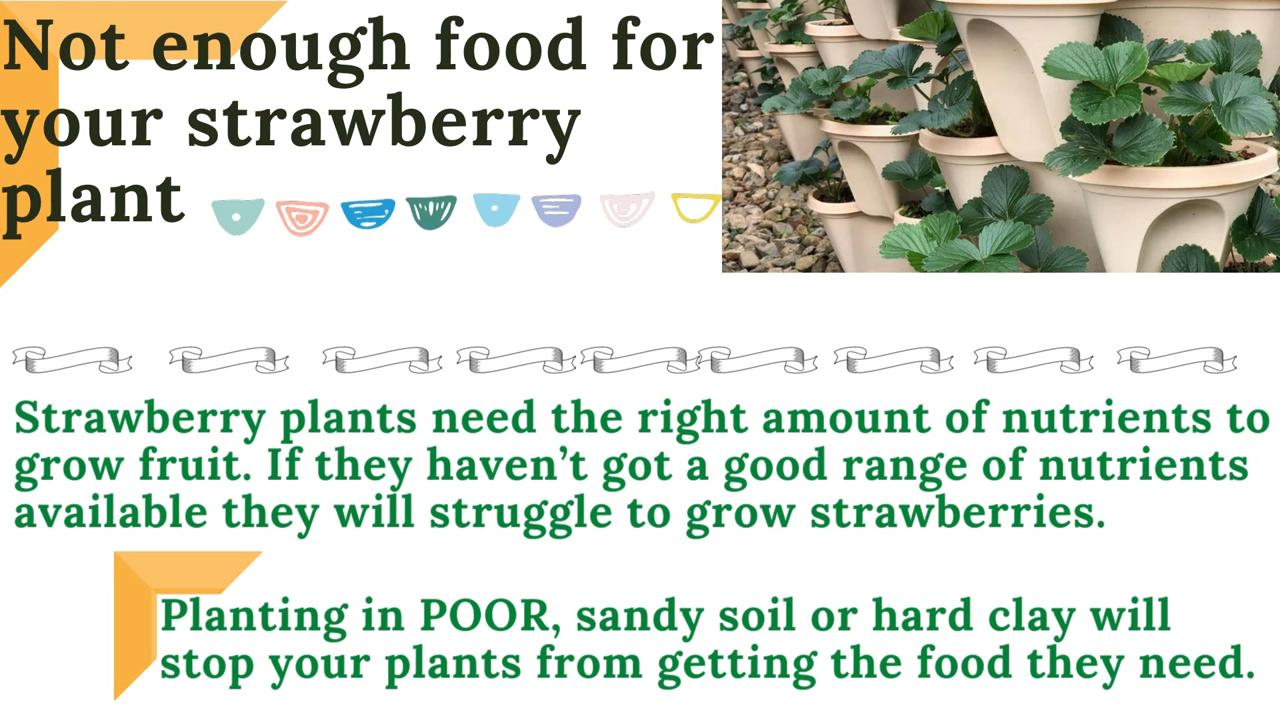 Not enough food for
your strawberry
plant
Strawberry plants need the right amount of nutrients to
grow fruit. If they haven’t got a good range of nutrients
available they will struggle to grow strawberries.
Planting in POOR, sandy soil or hard clay will
stop your plants from getting the food they need.